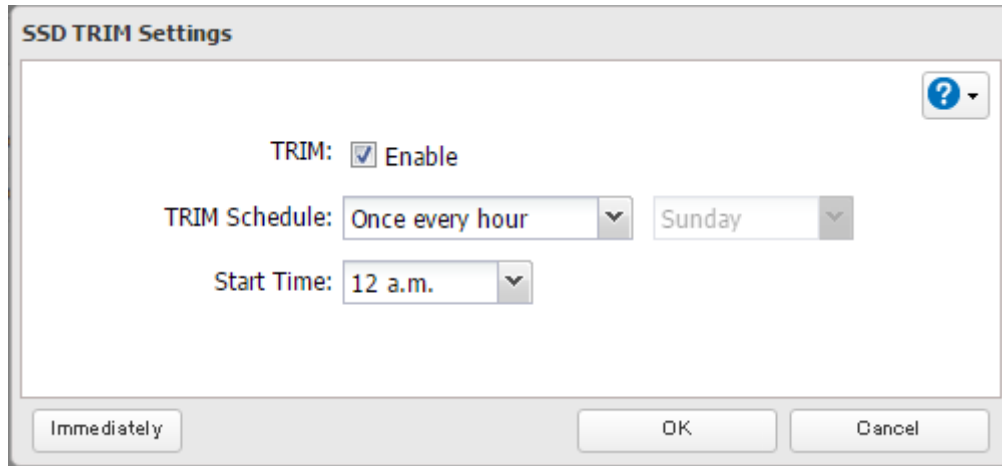 SSD TRIM Settings
?
TRIM: Enable
TRIM Schedule: Once every hour Sunday
Start Time: 12 a.m.
Immediately OK Cancel